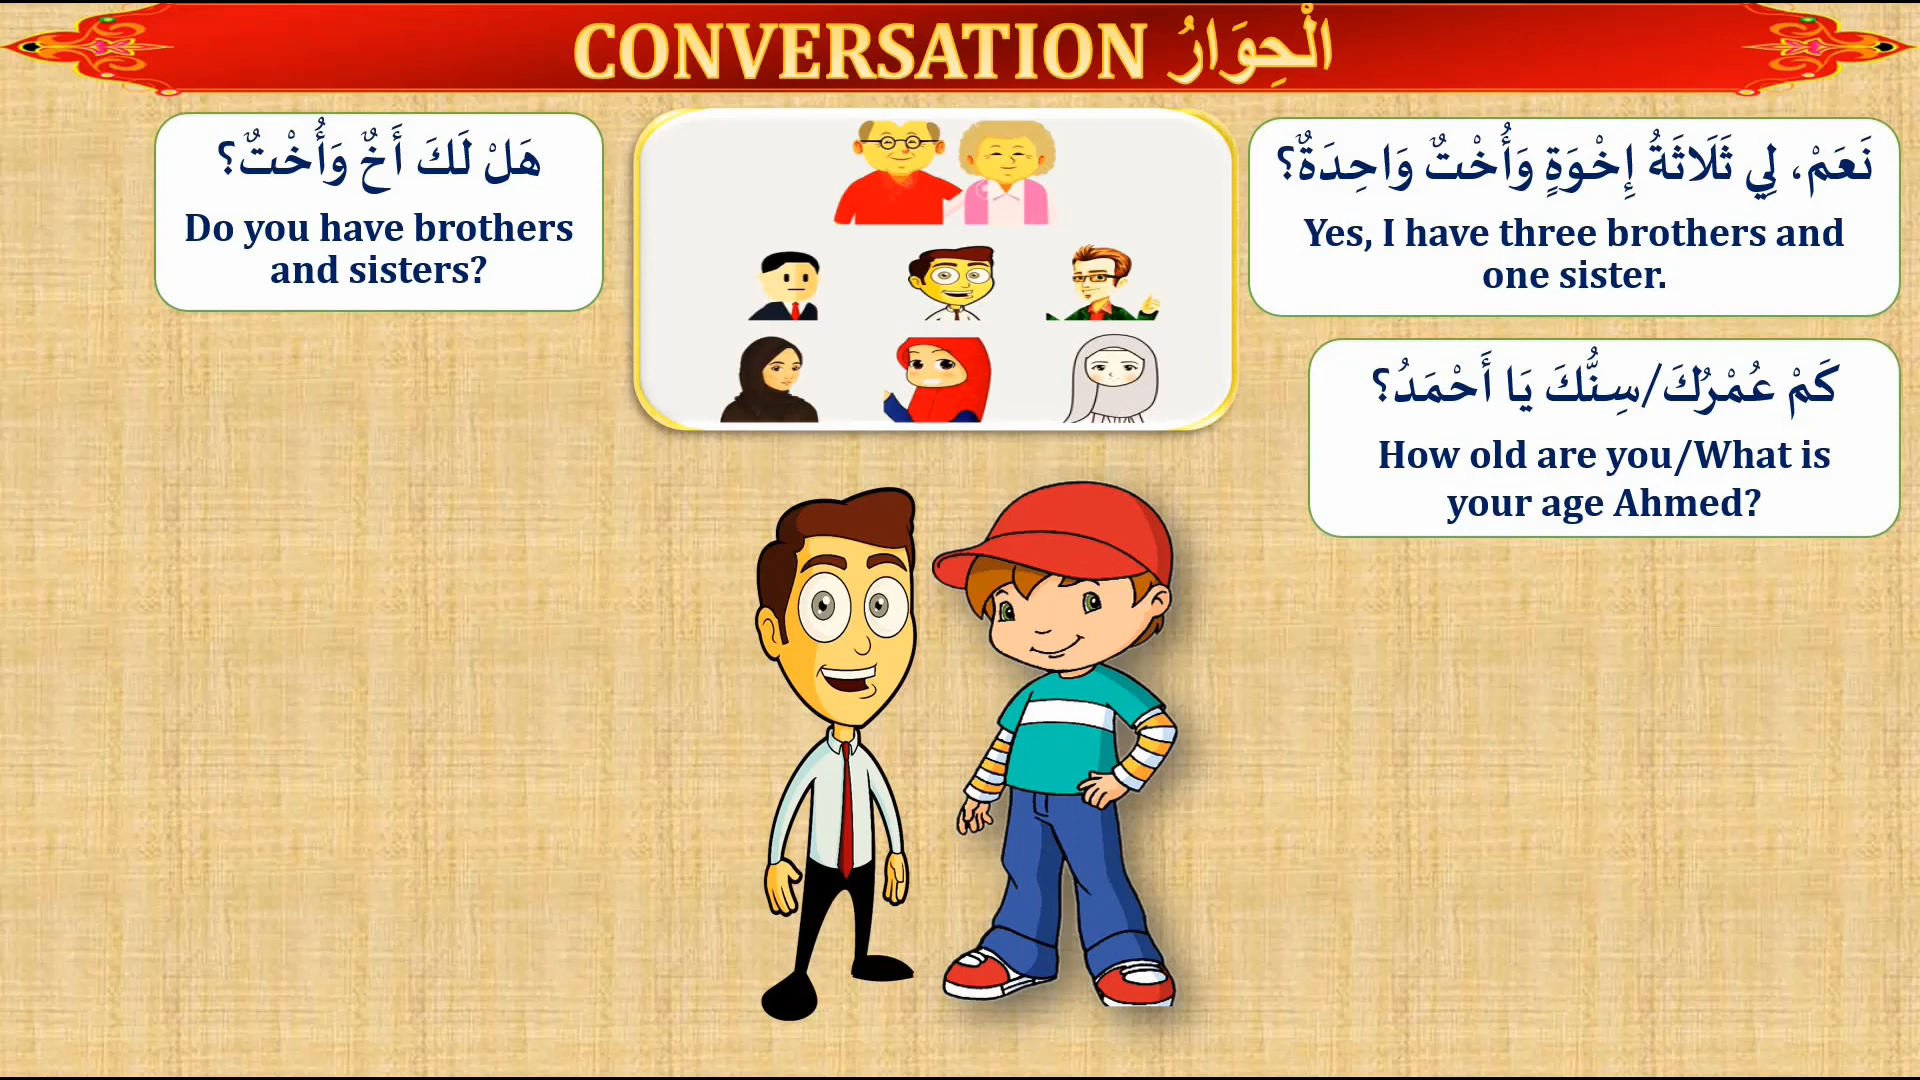 CONVERSATION الْحِوَارُ
هَلْ لَكَ أَخٌ وَأُخْتٌ؟
Do you have brothers
and sisters?
نَعَمْ، لِي ثَلَاثَةُ إِخْوَةٍ وَأُخْتٌ وَاحِدَةٌ؟
Yes, I have three brothers and
one sister.
كَمْ عُمْرُكَ/سِنُّكَ يَا أَحْمَدُ؟
How old are you/What is
your age Ahmed?